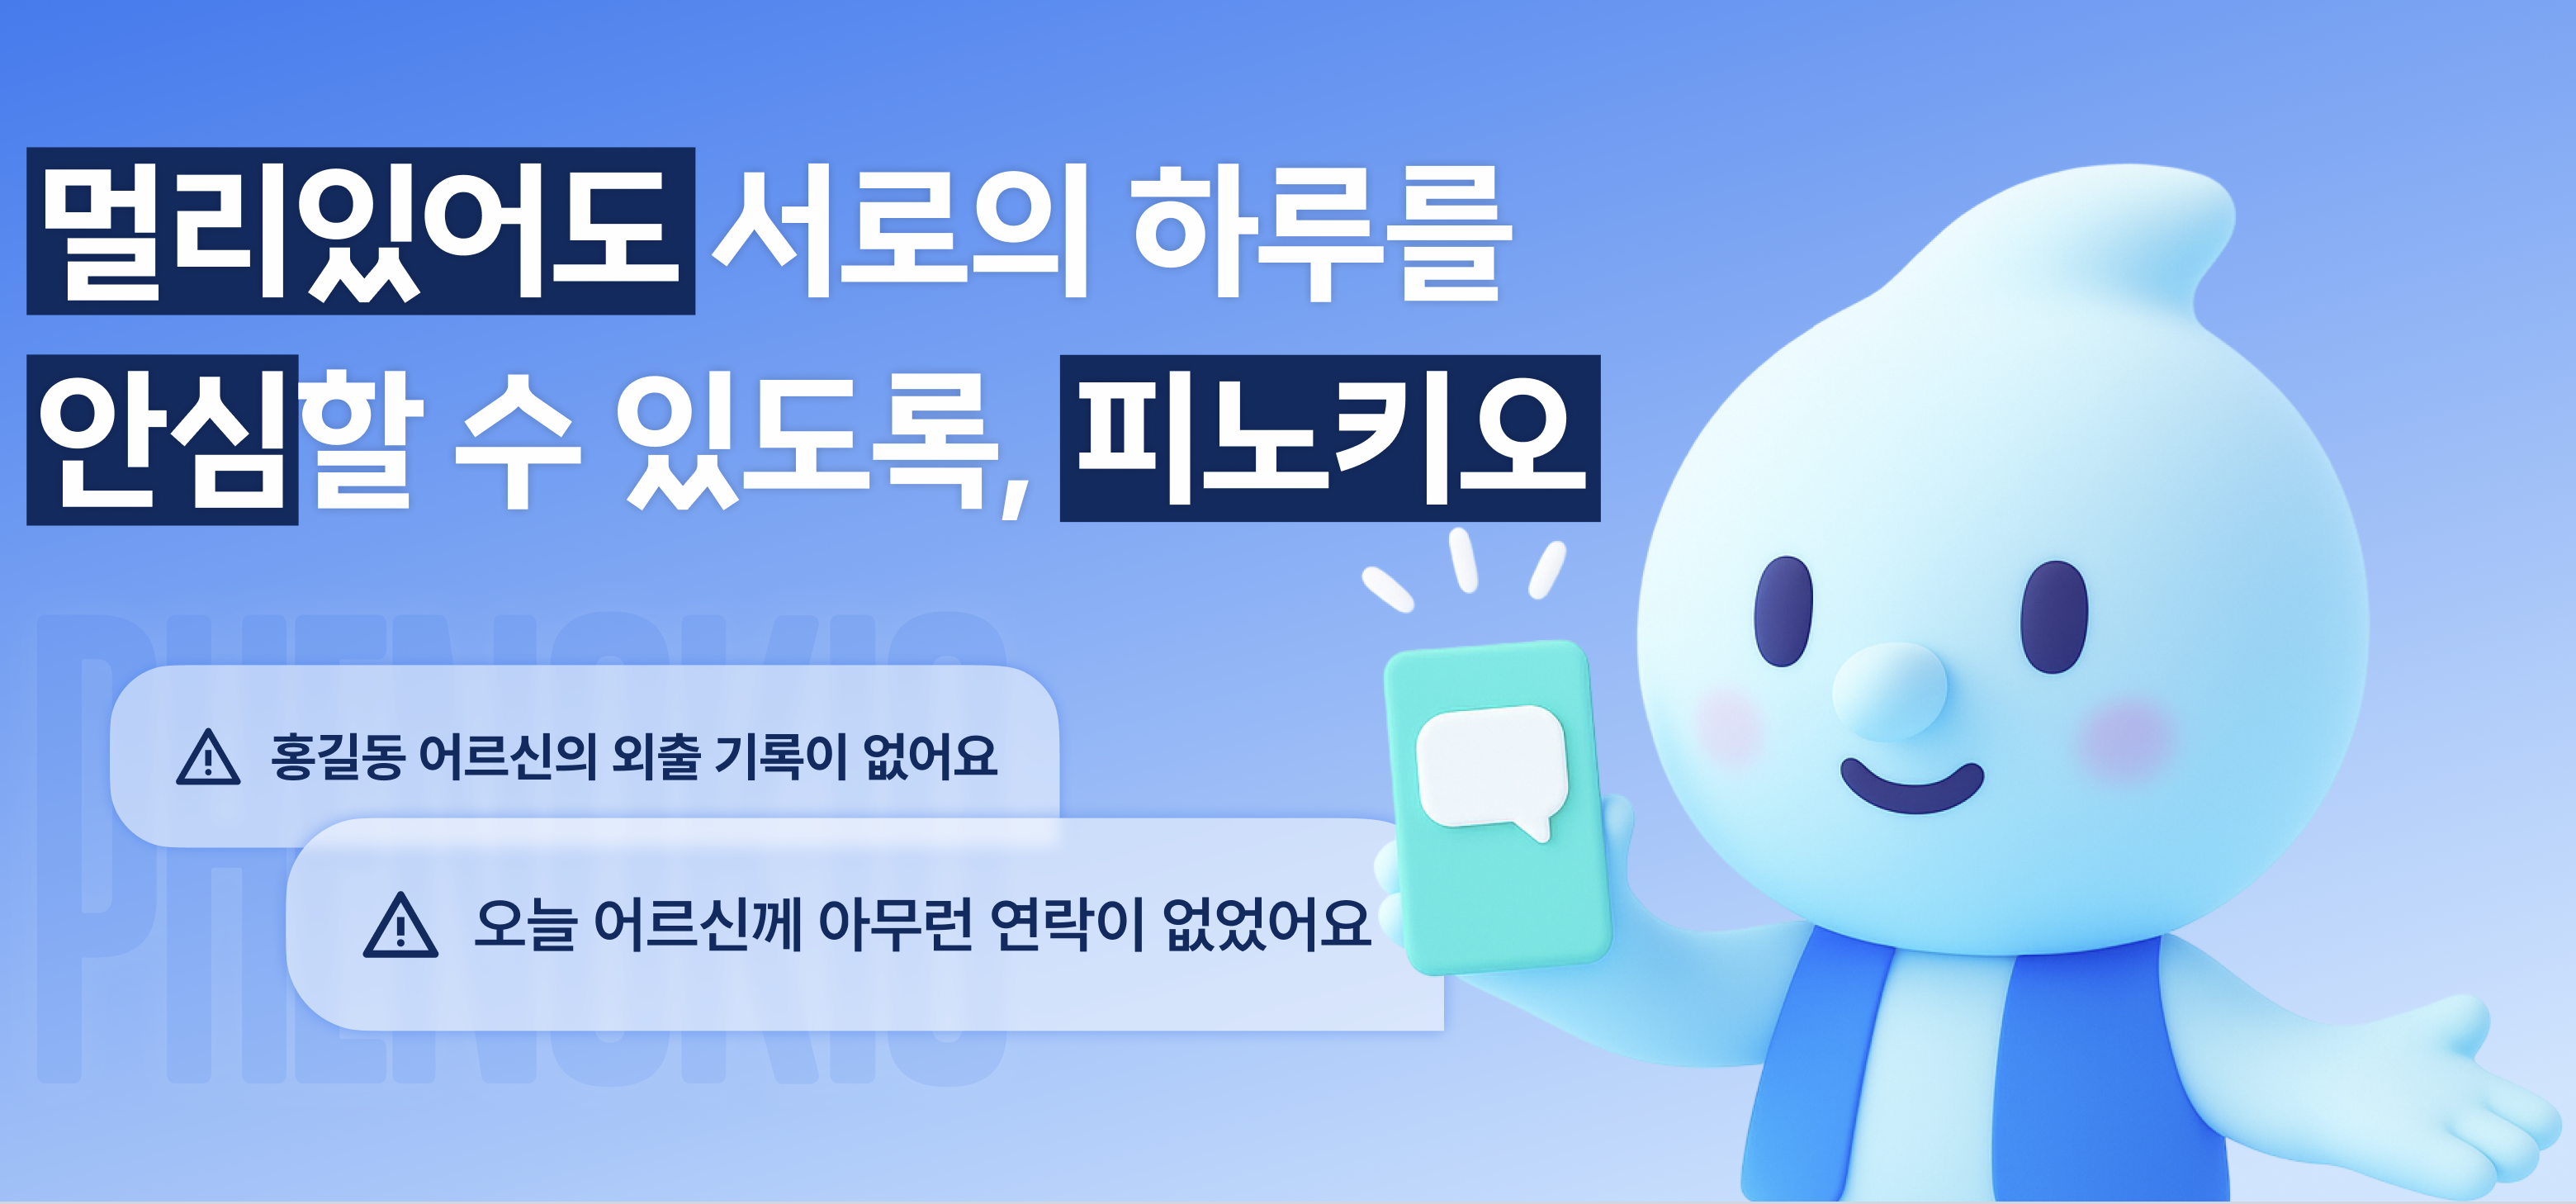 멀리있어도 서로의 하루를
안심할 수 있도록, 피노키오
PHENOKIO
홍길동 어르신의 외출 기록이 없어요
오늘 어르신께 아무런 연락이 없었어요